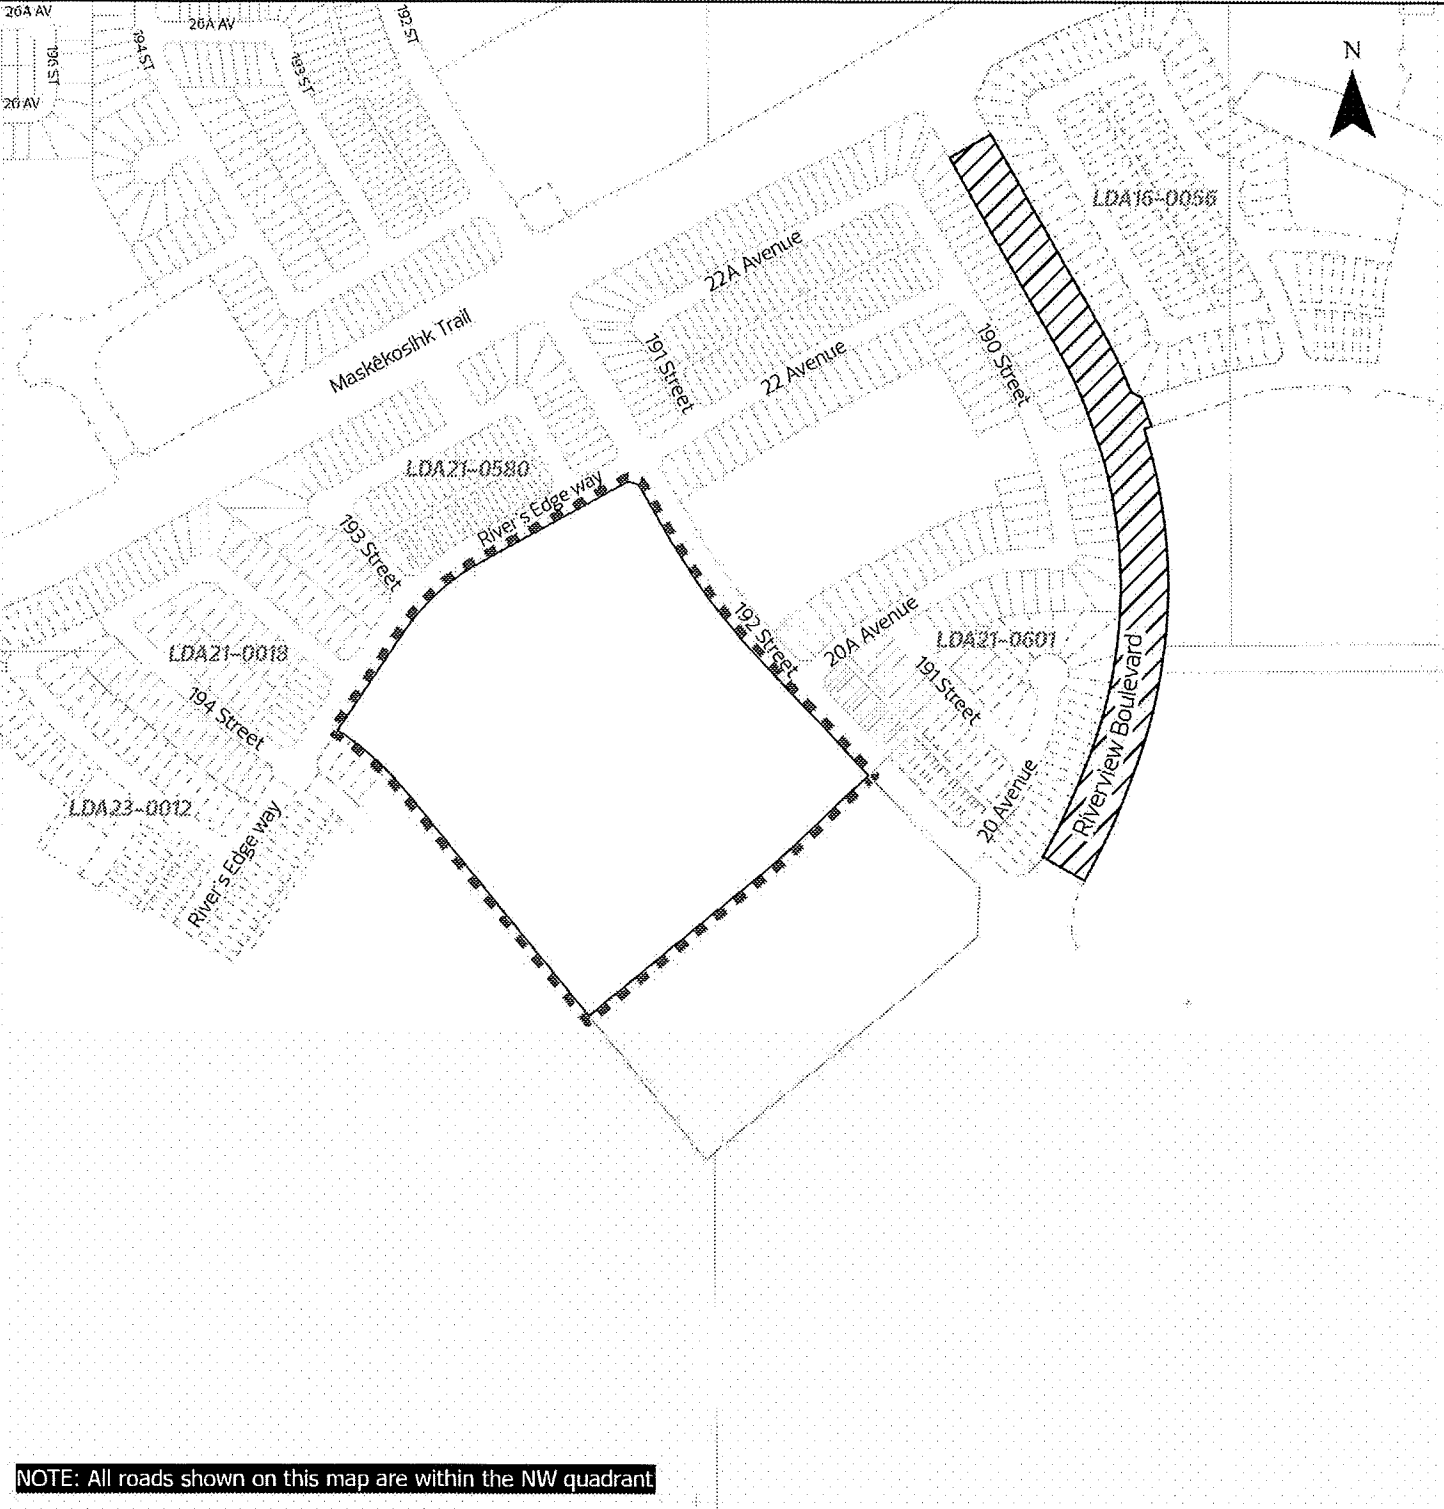 26A AV
26A AV
192 ST
194 ST
196 ST
193 ST
20 AV
N
LDA16-0056
22A Avenue
Maskêkosihk Trail
191 Street
22 Avenue
190 Street
LDA21-0580
River's Edge way
193 Street
192 Street
20A Avenue
LDA21-0601
LDA21-0018
191 Street
194 Street
Riverview Boulevard
20 Avenue
LDA23-0012
River's Edge way
NOTE: All roads shown on this map are within the NW quadrant